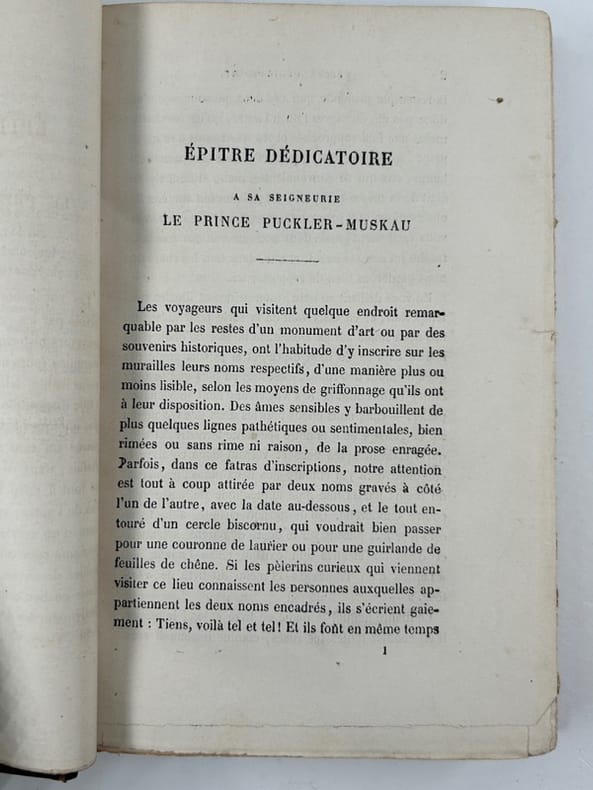 ÉPITRE DÉDICATOIRE
A SA SEIGNEURIE
LE PRINCE PUCKLER-MUSKAU
Les voyageurs qui visitent quelque endroit remar-
quable par les restes d'un monument d'art ou par des
souvenirs historiques, ont l'habitude d'y inscrire sur les
murailles leurs noms respectifs, d'une manière plus ou
moins lisible, selon les moyens de griffonnage qu'ils ont
à leur disposition. Des âmes sensibles y barbouillent de
plus quelques lignes pathétiques ou sentimentales, bien
rimées ou sans rime ni raison, de la prose enragée.
Parfois, dans ce fatras d'inscriptions, notre attention
est tout à coup attirée par deux noms gravés à côté
l'un de l'autre, avec la date au-dessous, et le tout en-
touré d'un cercle biscornu, qui voudrait bien passer
pour une couronne de laurier ou pour une guirlande de
feuilles de chêne. Si les pèlerins curieux qui viennent
visiter ce lieu connaissent les personnes auxquelles ap-
partiennent les deux noms encadrés, ils s'écrient gaie-
ment : Tiens, voilà tel et tel! Et ils font en même temps
1